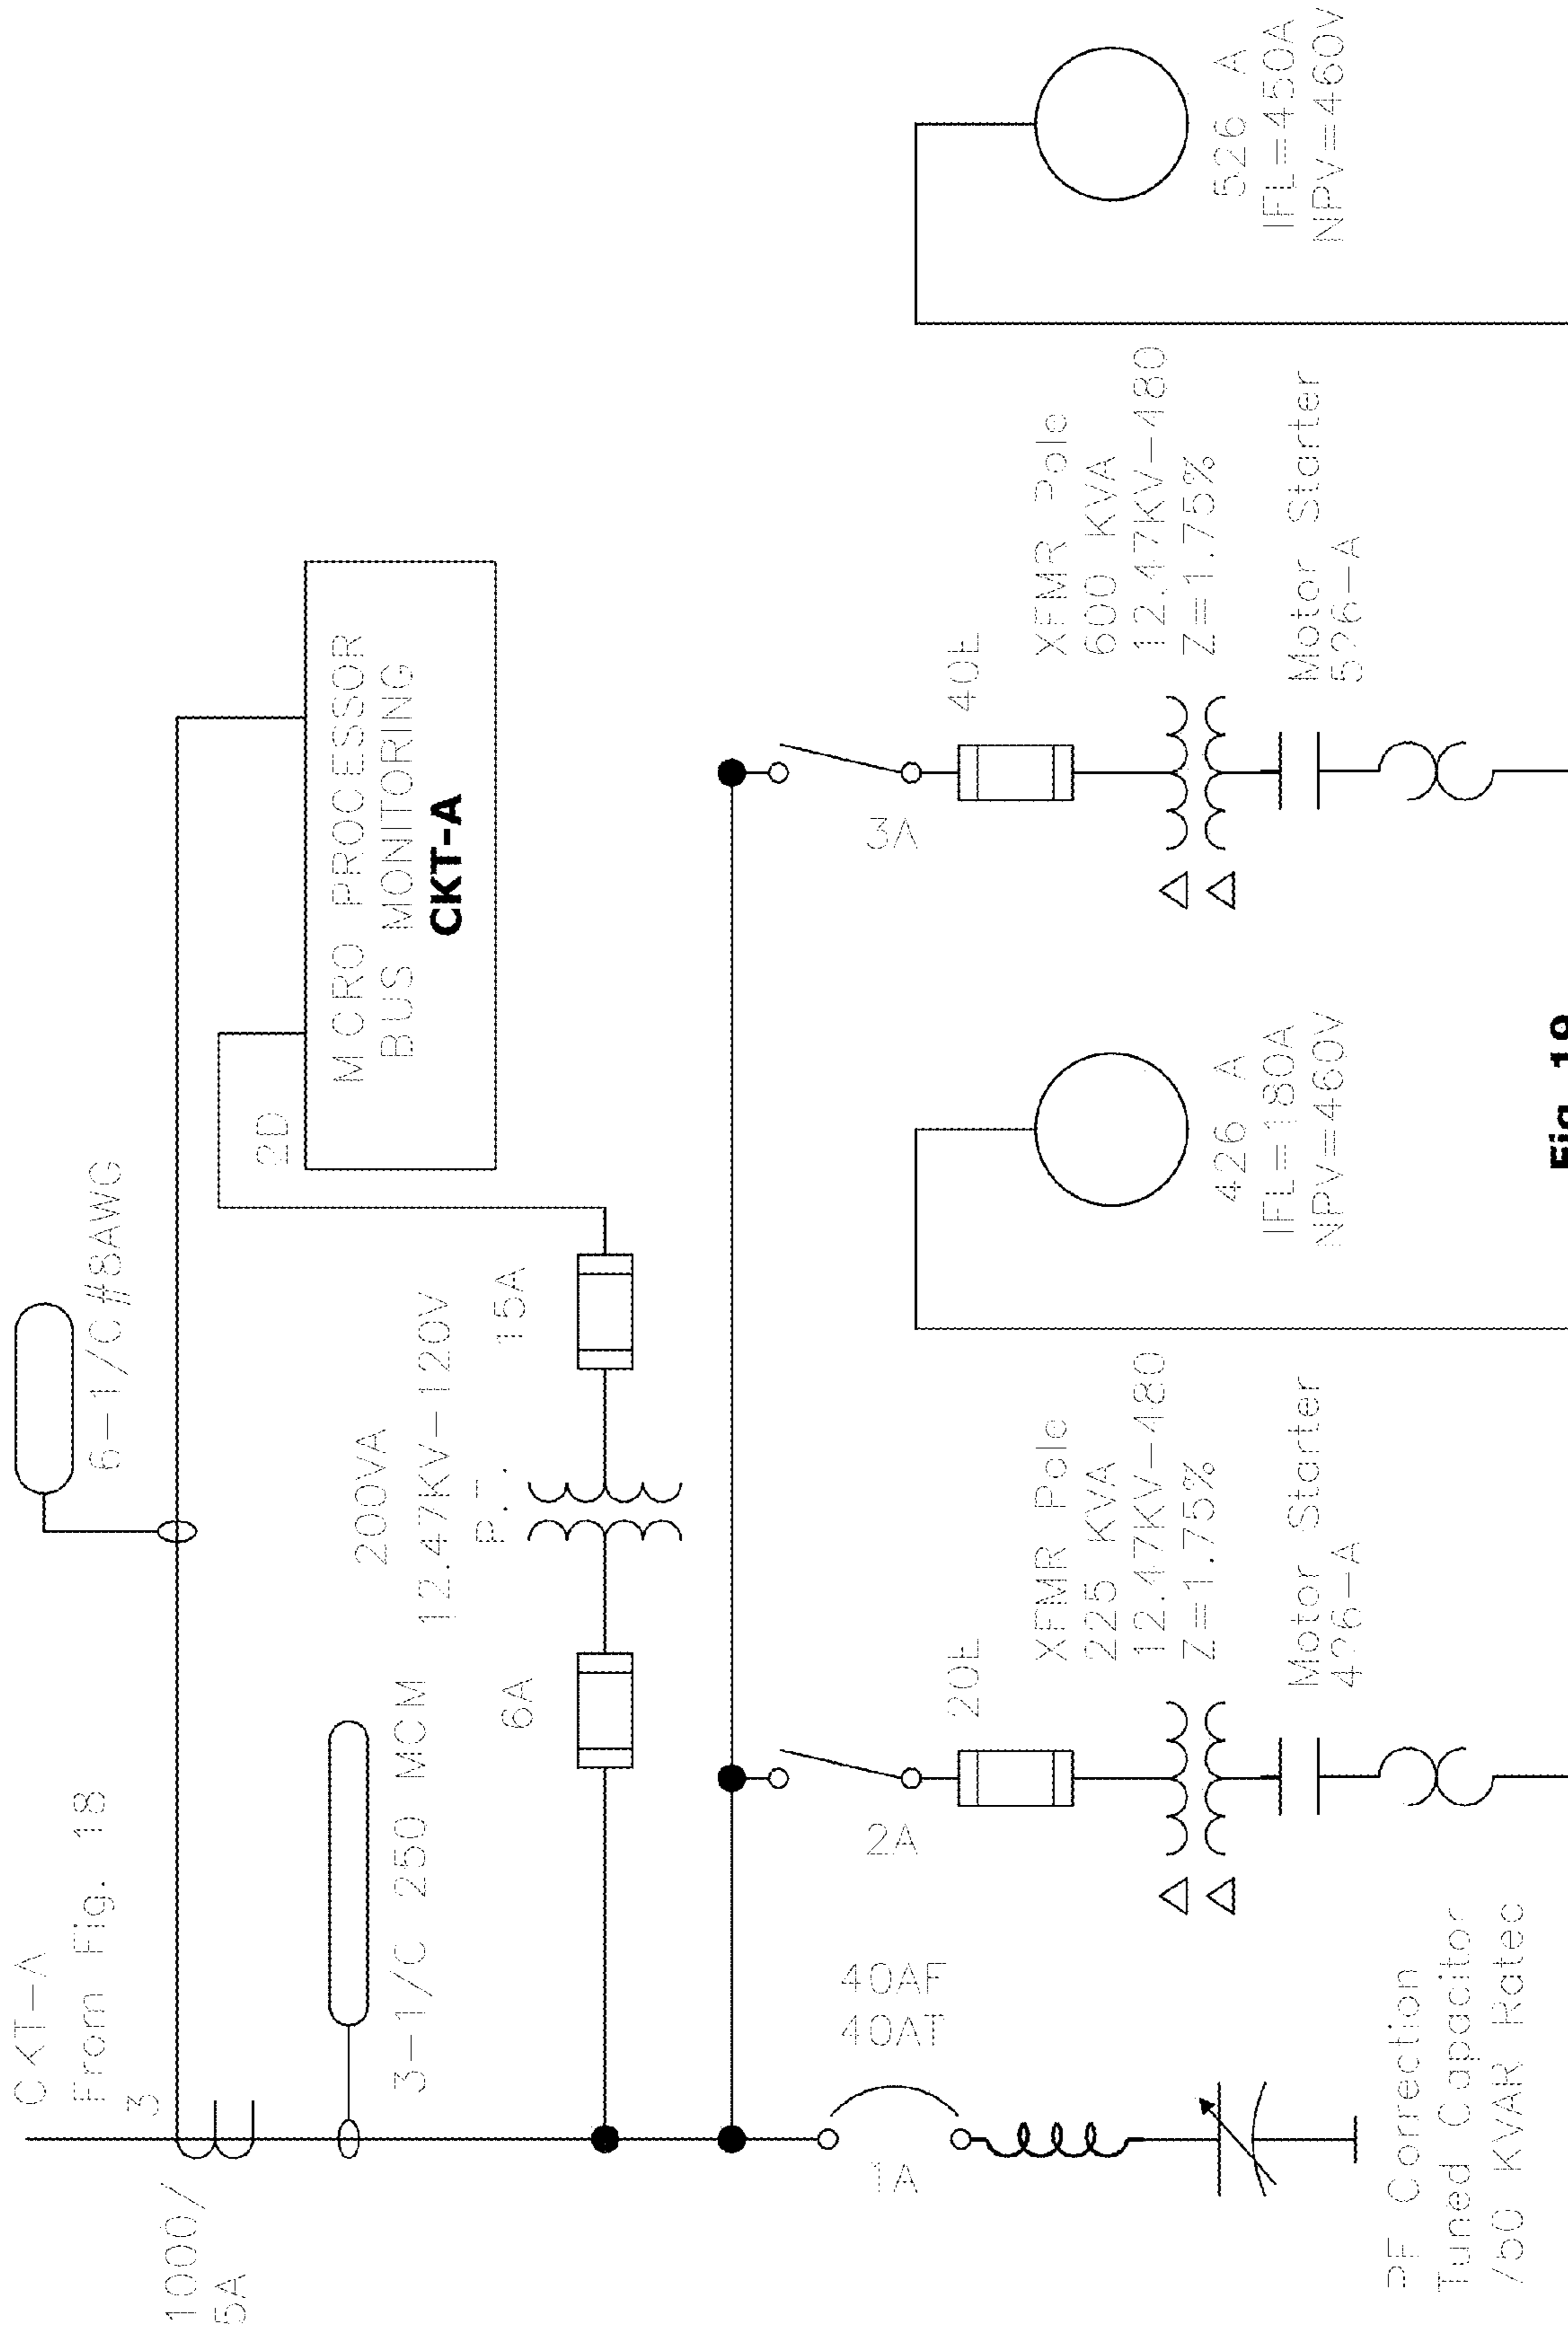 CKT-A
From Fig. 18
3
1000/
5A
6-1/C #8AWG
3-1/C 250 MCM
2D
MICRO PROCESSOR
BUS MONITORING
CKT-A
200VA
12.47KV-120V
P.T.
6A
15A
40AF
40AT
1A
PF Correction
Tuned Capacitor
750 KVAR Rated
2A
20E
XFMR Pole
225 KVA
12.47KV-480
Z=1.75%
Motor Starter
426-A
426 A
IFL=180A
NPV=460V
3A
40E
XFMR Pole
600 KVA
12.47KV-480
Z=1.75%
Motor Starter
526-A
526 A
IFL=450A
NPV=460V
Fig. 19